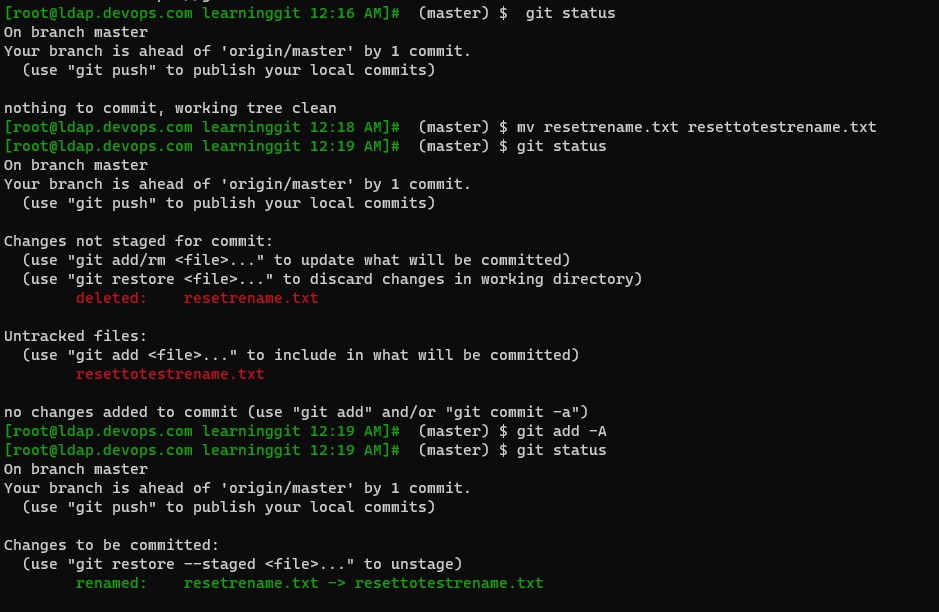 [root@ldap.devops.com learninggit 12:16 AM]#  (master) $  git status
On branch master
Your branch is ahead of 'origin/master' by 1 commit.
  (use "git push" to publish your local commits)

nothing to commit, working tree clean
[root@ldap.devops.com learninggit 12:18 AM]#  (master) $ mv resetrename.txt resettotestrename.txt
[root@ldap.devops.com learninggit 12:19 AM]#  (master) $ git status
On branch master
Your branch is ahead of 'origin/master' by 1 commit.
  (use "git push" to publish your local commits)

Changes not staged for commit:
  (use "git add/rm <file>..." to update what will be committed)
  (use "git restore <file>..." to discard changes in working directory)
        deleted:    resetrename.txt

Untracked files:
  (use "git add <file>..." to include in what will be committed)
        resettotestrename.txt

no changes added to commit (use "git add" and/or "git commit -a")
[root@ldap.devops.com learninggit 12:19 AM]#  (master) $ git add -A
[root@ldap.devops.com learninggit 12:19 AM]#  (master) $ git status
On branch master
Your branch is ahead of 'origin/master' by 1 commit.
  (use "git push" to publish your local commits)

Changes to be committed:
  (use "git restore --staged <file>..." to unstage)
        renamed:    resetrename.txt -> resettotestrename.txt